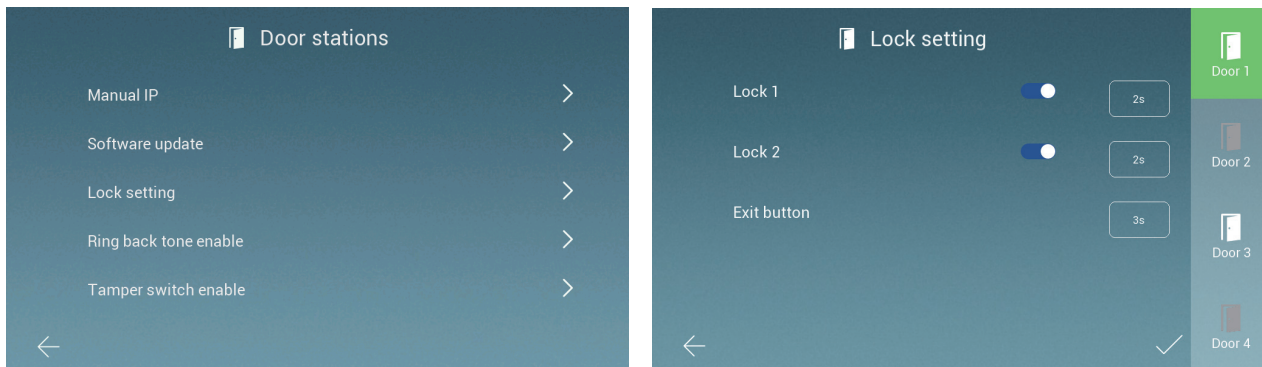 Door stations
Manual IP
Software update
Lock setting
Ring back tone enable
Tamper switch enable
Lock setting
Lock 1
2s
Lock 2
2s
Exit button
3s
Door 1
Door 2
Door 3
Door 4